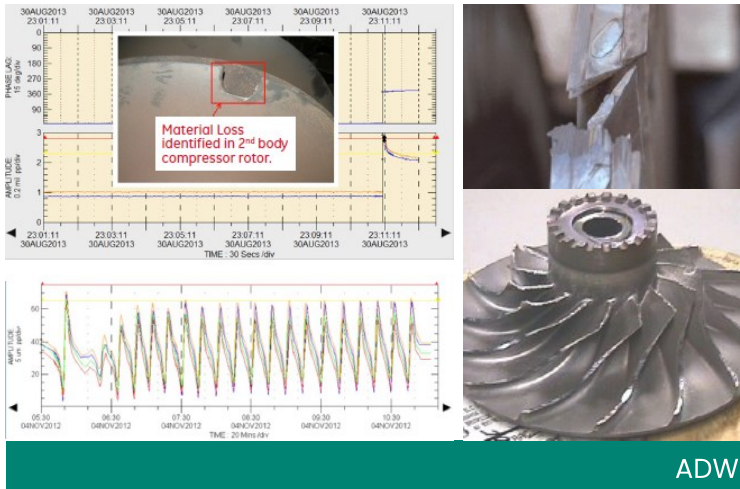 30AUG2013 30AUG2013 30AUG2013 30AUG2013 30AUG2013 30AUG2013
23:01:11 23:03:11 23:05:11 23:07:11 23:09:11 23:11:11
0
90
180
270
360
90
PHASE LAG:
15 deg/div
Material Loss
identified in 2nd body
compressor rotor.
3
2
1
0
AMPLITUDE:
0.2 mil pp/div
23:01:11 23:03:11 23:05:11 23:07:11 23:09:11 23:11:11
30AUG2013 30AUG2013 30AUG2013 30AUG2013 30AUG2013 30AUG2013
TIME : 30 Secs /div
60
40
20
AMPLITUDE:
5 um pp/div
05:30 06:30 07:30 08:30 09:30 10:30
04NOV2012 04NOV2012 04NOV2012 04NOV2012 04NOV2012 04NOV2012
TIME : 20 Mins /div
ADW